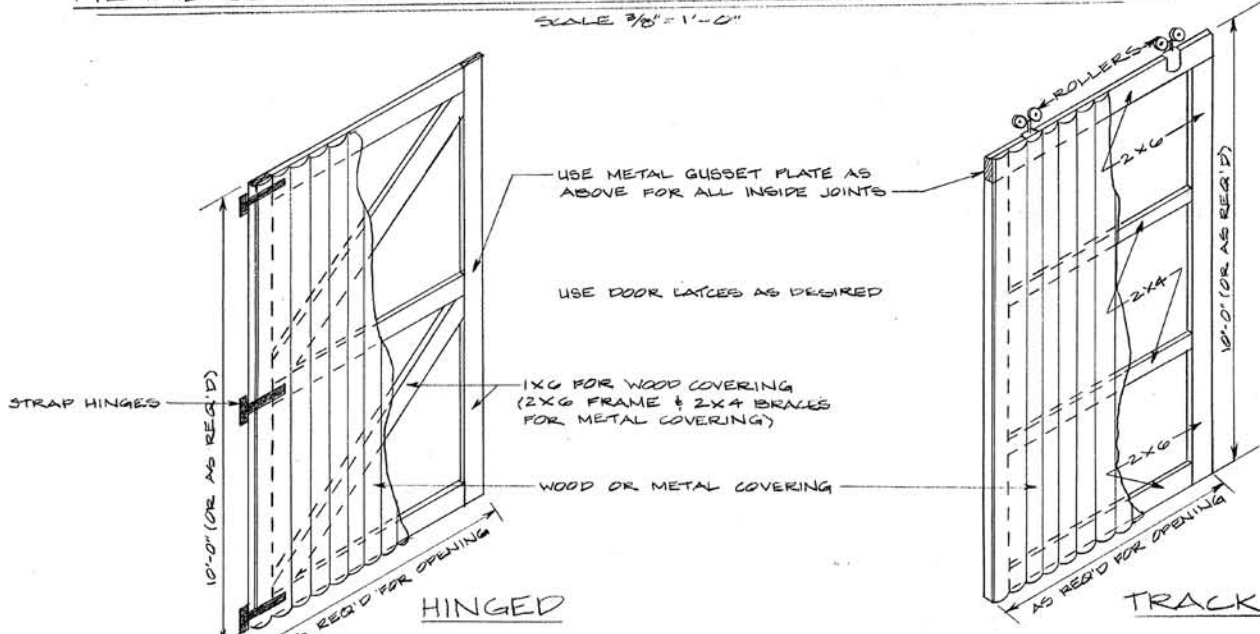 SCALE 3/8" = 1'-0"
ROLLERS
2X6
USE METAL GUSSET PLATE AS
ABOVE FOR ALL INSIDE JOINTS
2X4
USE DOOR LATCES AS DESIRED
10'-0" (OR AS REQ'D)
10'-0" (OR AS REQ'D)
STRAP HINGES
1X6 FOR WOOD COVERING
(2X6 FRAME & 2X4 BRACES
FOR METAL COVERING)
2X6
WOOD OR METAL COVERING
REQ'D FOR OPENING
AS REQ'D FOR OPENING
HINGED
TRACK